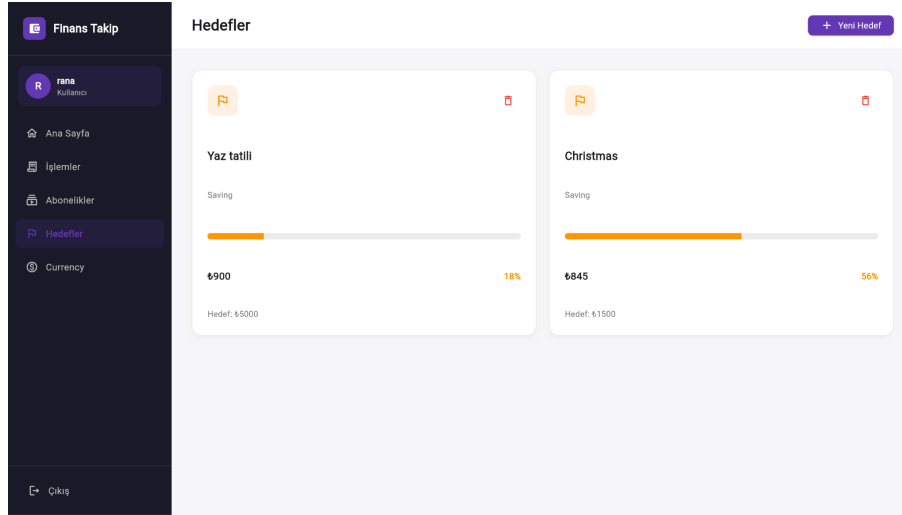 Finans Takip
R
rana
Kullanıcı
Ana Sayfa
İşlemler
Abonelikler
Hedefler
Currency
Çıkış
Hedefler
+ Yeni Hedef
Yaz tatili
Saving
₺900
18%
Hedef: ₺5000
Christmas
Saving
₺845
56%
Hedef: ₺1500